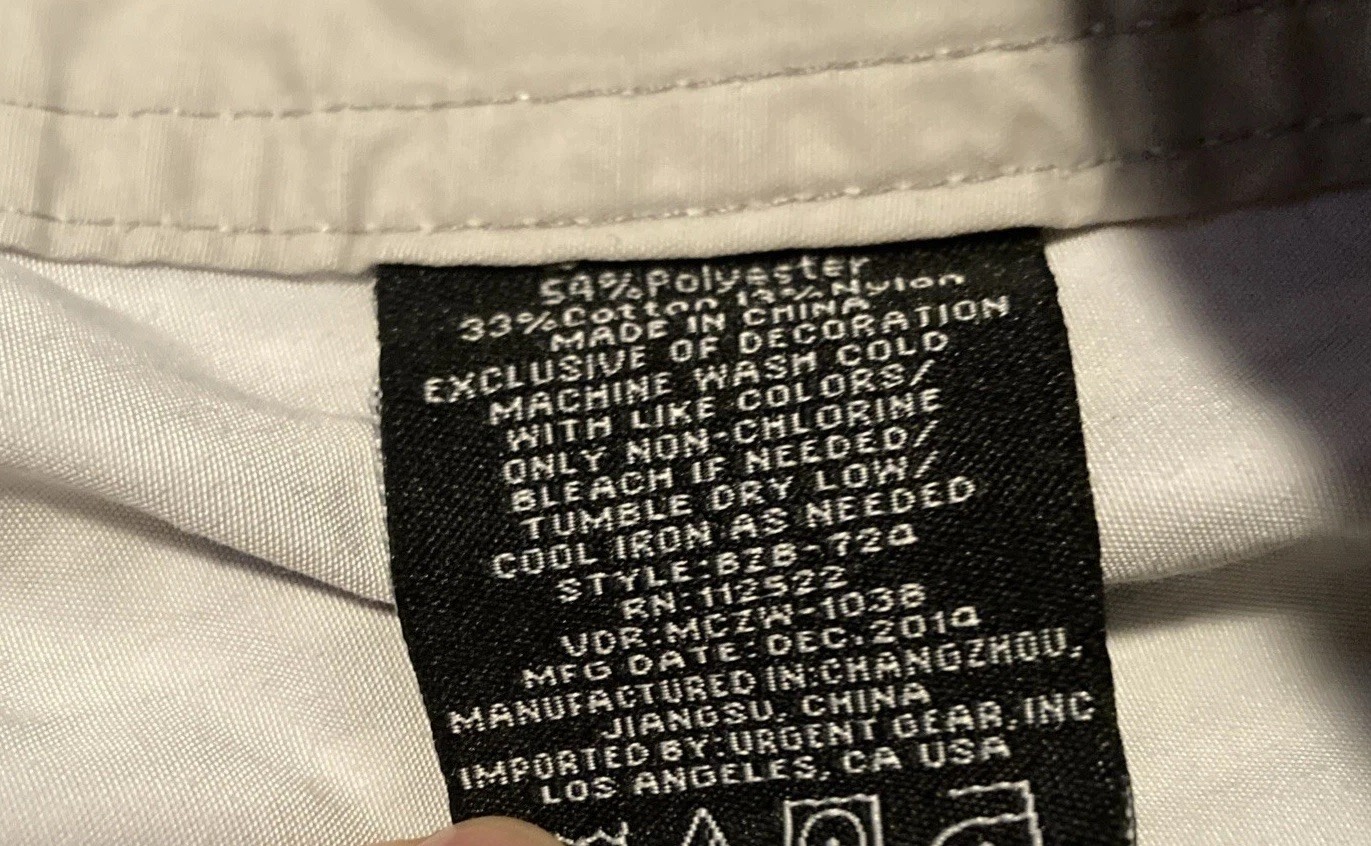 54%Polyester
33%Cotton 13%Nylon
MADE IN CHINA
EXCLUSIVE OF DECORATION
MACHINE WASH COLD
WITH LIKE COLORS/
ONLY NON-CHLORINE
BLEACH IF NEEDED/
TUMBLE DRY LOW/
COOL IRON AS NEEDED
STYLE:BZB-729
RN:112522
VDR:MCZW-1038
MFG DATE:DEC.2019
MANUFACTURED IN:CHANGZHOU,
JIANGSU, CHINA
IMPORTED BY:URGENT GEAR,INC
LOS ANGELES, CA USA